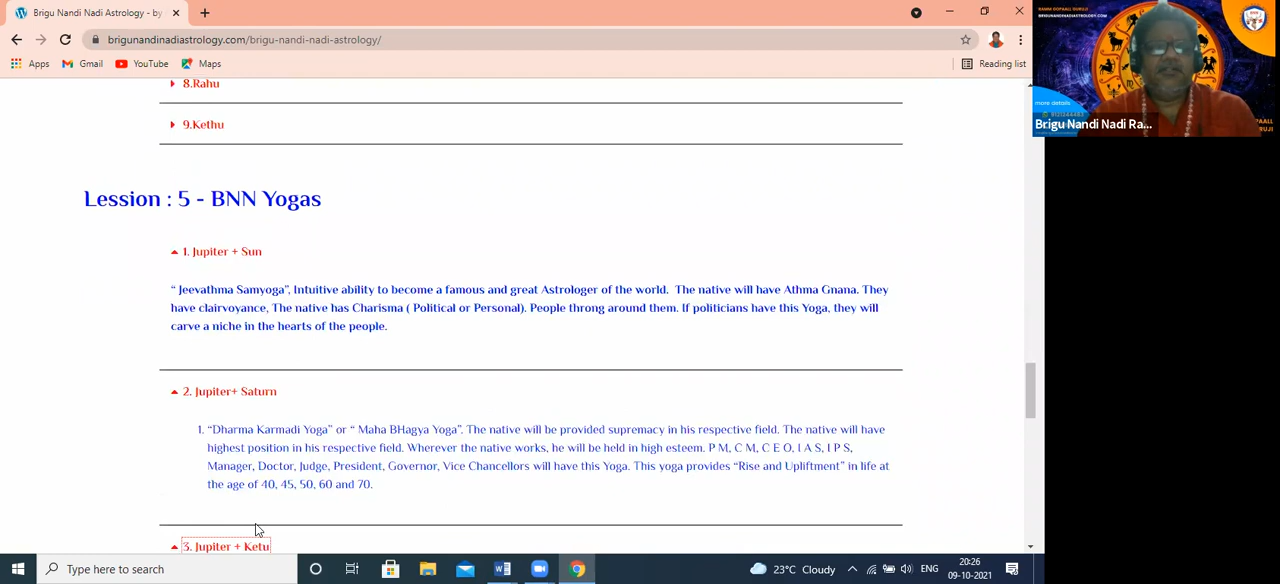 Brigu Nandi Nadi Astrology - by
brigunandinadiastrology.com/brigu-nandi-nadi-astrology/
Apps Gmail YouTube Maps Reading list
8.Rahu
9.Kethu
Lession : 5 - BNN Yogas
1. Jupiter + Sun
“ Jeevathma Samyoga”, Intuitive ability to become a famous and great Astrologer of the world. The native will have Athma Gnana. They
have clairvoyance, The native has Charisma ( Political or Personal). People throng around them. If politicians have this Yoga, they will
carve a niche in the hearts of the people.
2. Jupiter+ Saturn
1. “Dharma Karmadi Yoga” or “ Maha BHagya Yoga”. The native will be provided supremacy in his respective field. The native will have
highest position in his respective field. Wherever the native works, he will be held in high esteem. P M, C M, C E O, I A S, I P S,
Manager, Doctor, Judge, President, Governor, Vice Chancellors will have this Yoga. This yoga provides “Rise and Upliftment” in life at
the age of 40, 45, 50, 60 and 70.
3. Jupiter + Ketu
Type here to search
23°C Cloudy
ENG
20:26
09-10-2021
BRIGUNANDINADIASTROLOGY.COM
more details
Brigu Nandi Nadi Ra...